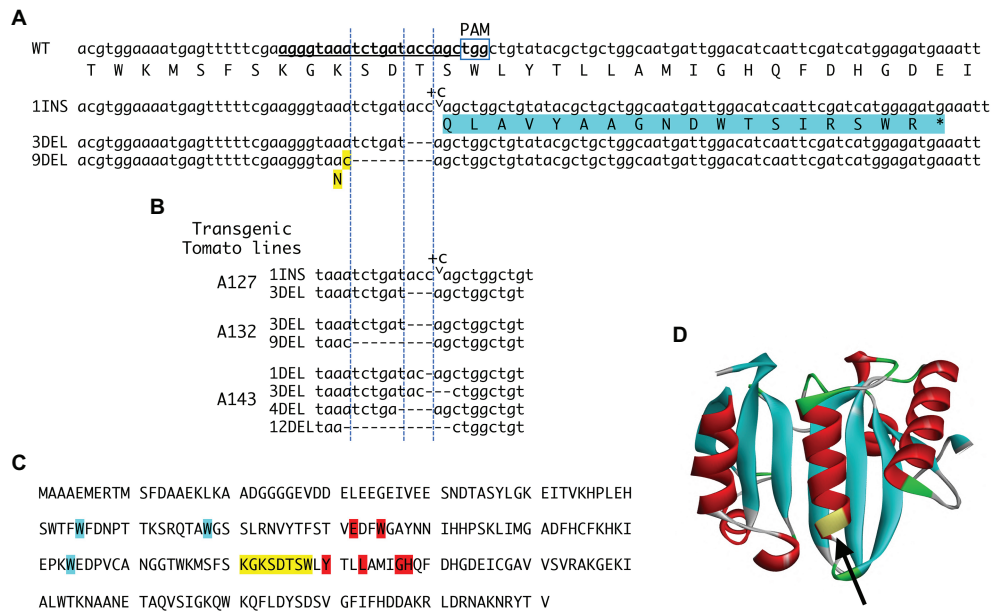 A
PAM
WT acgtggaaaatgagtttttcgaagggtaaatctgataccagctggctgtatacgctgctggcaatgattggacatcaattcgatcatggagatgaaatt
T W K M S F S K G K S D T S W L Y T L L A M I G H Q F D H G D E I
+c
1INS acgtggaaaatgagtttttcgaagggtaaatctgatacc˅agctggctgtatacgctgctggcaatgattggacatcaattcgatcatggagatgaaatt
Q L A V Y A A G N D W T S I R S W R *
3DEL acgtggaaaatgagtttttcgaagggtaaatctgat---agctggctgtatacgctgctggcaatgattggacatcaattcgatcatggagatgaaatt
9DEL acgtggaaaatgagtttttcgaagggtaac---------agctggctgtatacgctgctggcaatgattggacatcaattcgatcatggagatgaaatt
N
B
Transgenic
Tomato lines
+c
A127
1INS taaatctgatacc˅agctggctgt
3DEL taaatctgat---agctggctgt
A132
3DEL taaatctgat---agctggctgt
9DEL taac---------agctggctgt
A143
1DEL taaatctgatac-agctggctgt
3DEL taaatctgatac---ctggctgt
4DEL taaatctga----agctggctgt
12DELtaa------------ctggctgt
C
MAAAEMERTM SFDAAEKLKA ADGGGGEVDD ELEEGEIVEE SNDTASYLGK EITVKHPLEH
SWTFWFDNPT TKSRQTAWGS SLRNVYTFST VEDFWGAYNN IHHPSKLIMG ADFHCFKHKI
EPKWEDPVCA NGGTWKMSFS KGKSDTSWLY TLLAMIGHQF DHGDEICGAV VSVRAKGEKI
ALWTKNAANE TAQVSIGKQW KQFLDYSDSV GFIFHDDAKR LDRNAKNRYT V
D